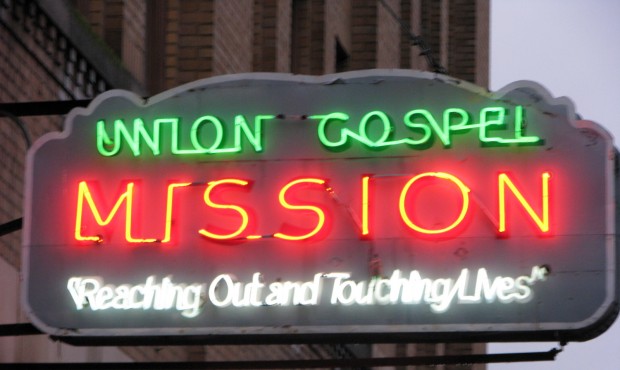 UNION GOSPEL
MISSION
"Reaching Out and Touching Lives"